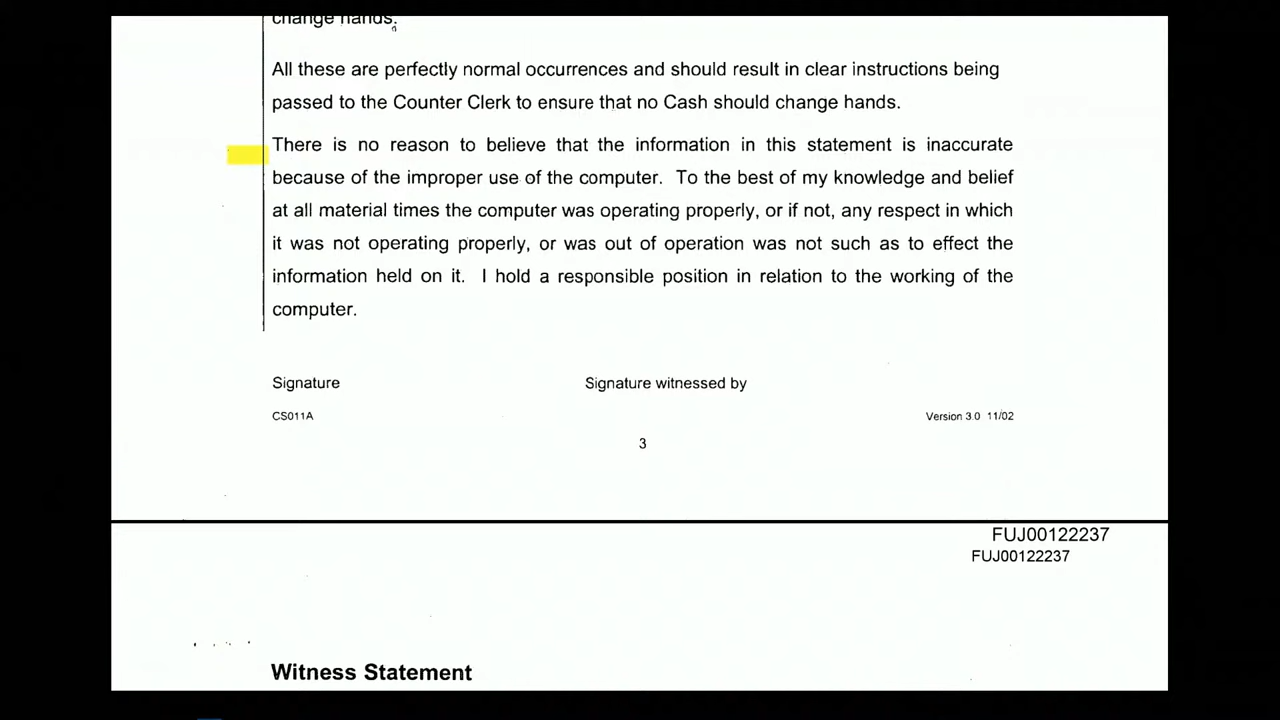 change hands.
All these are perfectly normal occurrences and should result in clear instructions being
passed to the Counter Clerk to ensure that no Cash should change hands.
There is no reason to believe that the information in this statement is inaccurate
because of the improper use of the computer. To the best of my knowledge and belief
at all material times the computer was operating properly, or if not, any respect in which
it was not operating properly, or was out of operation was not such as to effect the
information held on it. I hold a responsible position in relation to the working of the
computer.
Signature Signature witnessed by
CS011A Version 3.0 11/02
3
FUJ00122237
FUJ00122237
Witness Statement